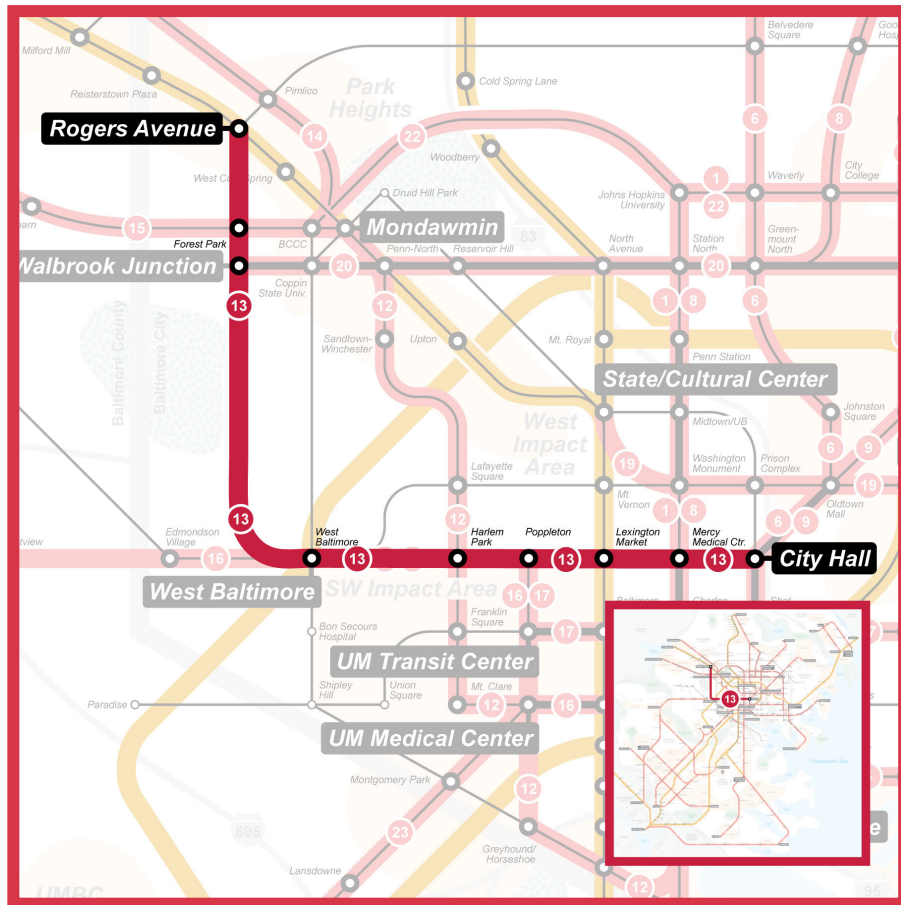 Belvedere
Square
Milford Mill
Cold Spring Lane
Reisterstown Plaza
Pimlico
Park
Heights
6
8
Rogers Avenue
14
22
Woodberry
West Cold Spring
1
Waverly
City
College
Druid Hill Park
Johns Hopkins
University
22
15
Mondawmin
83
Forest Park
BCCC
Penn-North
Reservoir Hill
North
Avenue
Station
North
Green-
mount
North
Walbrook Junction
20
20
Coppin
State Univ.
13
12
1
8
6
Baltimore County
Baltimore City
Sandtown-
Winchester
Upton
Mt. Royal
Penn Station
State/Cultural Center
Johnston
Square
West
Impact
Area
Midtown/UB
6
9
Lafayette
Square
19
Washington
Monument
Prison
Complex
Mt.
Vernon
19
Oldtown
Mall
13
12
1
8
6
9
Edmondson
Village
West
Baltimore
Harlem
Park
Poppleton
Lexington
Market
Mercy
Medical Ctr.
16
13
13
13
City Hall
West Baltimore
SW Impact Area
16
17
Franklin
Square
Bon Secours
Hospital
17
UM Transit Center
Shipley
Hill
Union
Square
Mt. Clare
Paradise
12
16
13
UM Medical Center
Montgomery Park
12
695
23
Greyhound/
Horseshoe
Lansdowne
12
95
UMBC